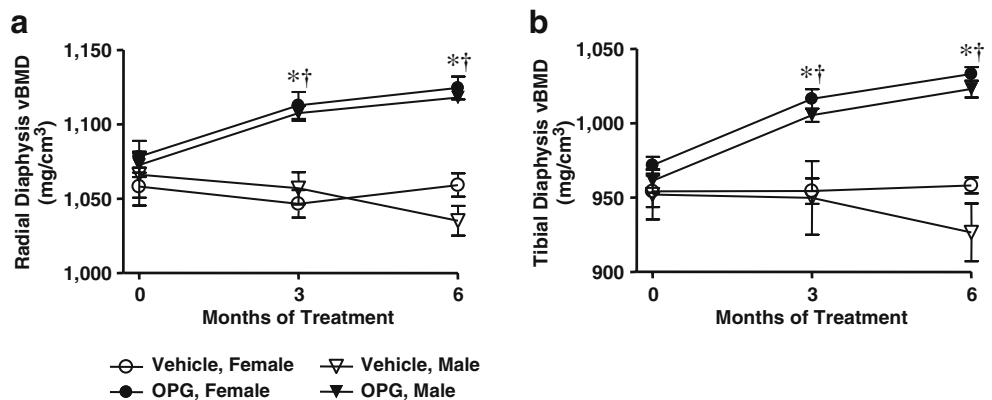 a
b
Radial Diaphysis vBMD
(mg/cm³)
1,150
1,100
1,050
1,000
*†
*†
0
3
6
Months of Treatment
Tibial Diaphysis vBMD
(mg/cm³)
1,050
1,000
950
900
*†
*†
0
3
6
Months of Treatment
Vehicle, Female
Vehicle, Male
OPG, Female
OPG, Male